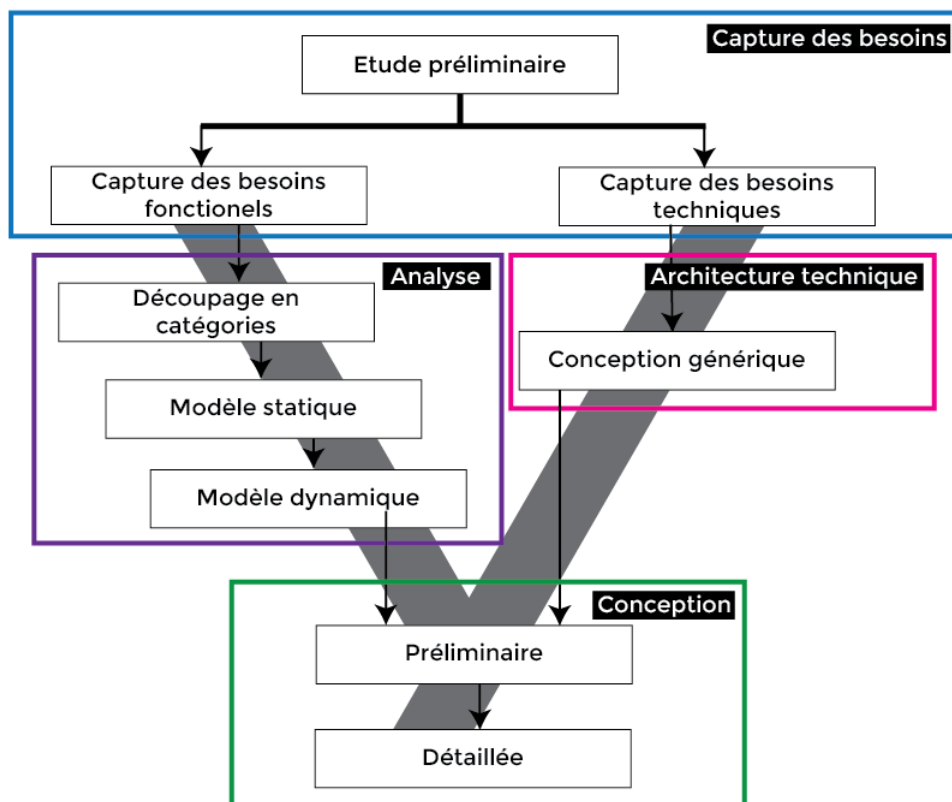 Capture des besoins
Etude préliminaire
Capture des besoins
fonctionels
Capture des besoins
techniques
Analyse
Découpage en
catégories
Modèle statique
Modèle dynamique
Architecture technique
Conception générique
Conception
Préliminaire
Détaillée